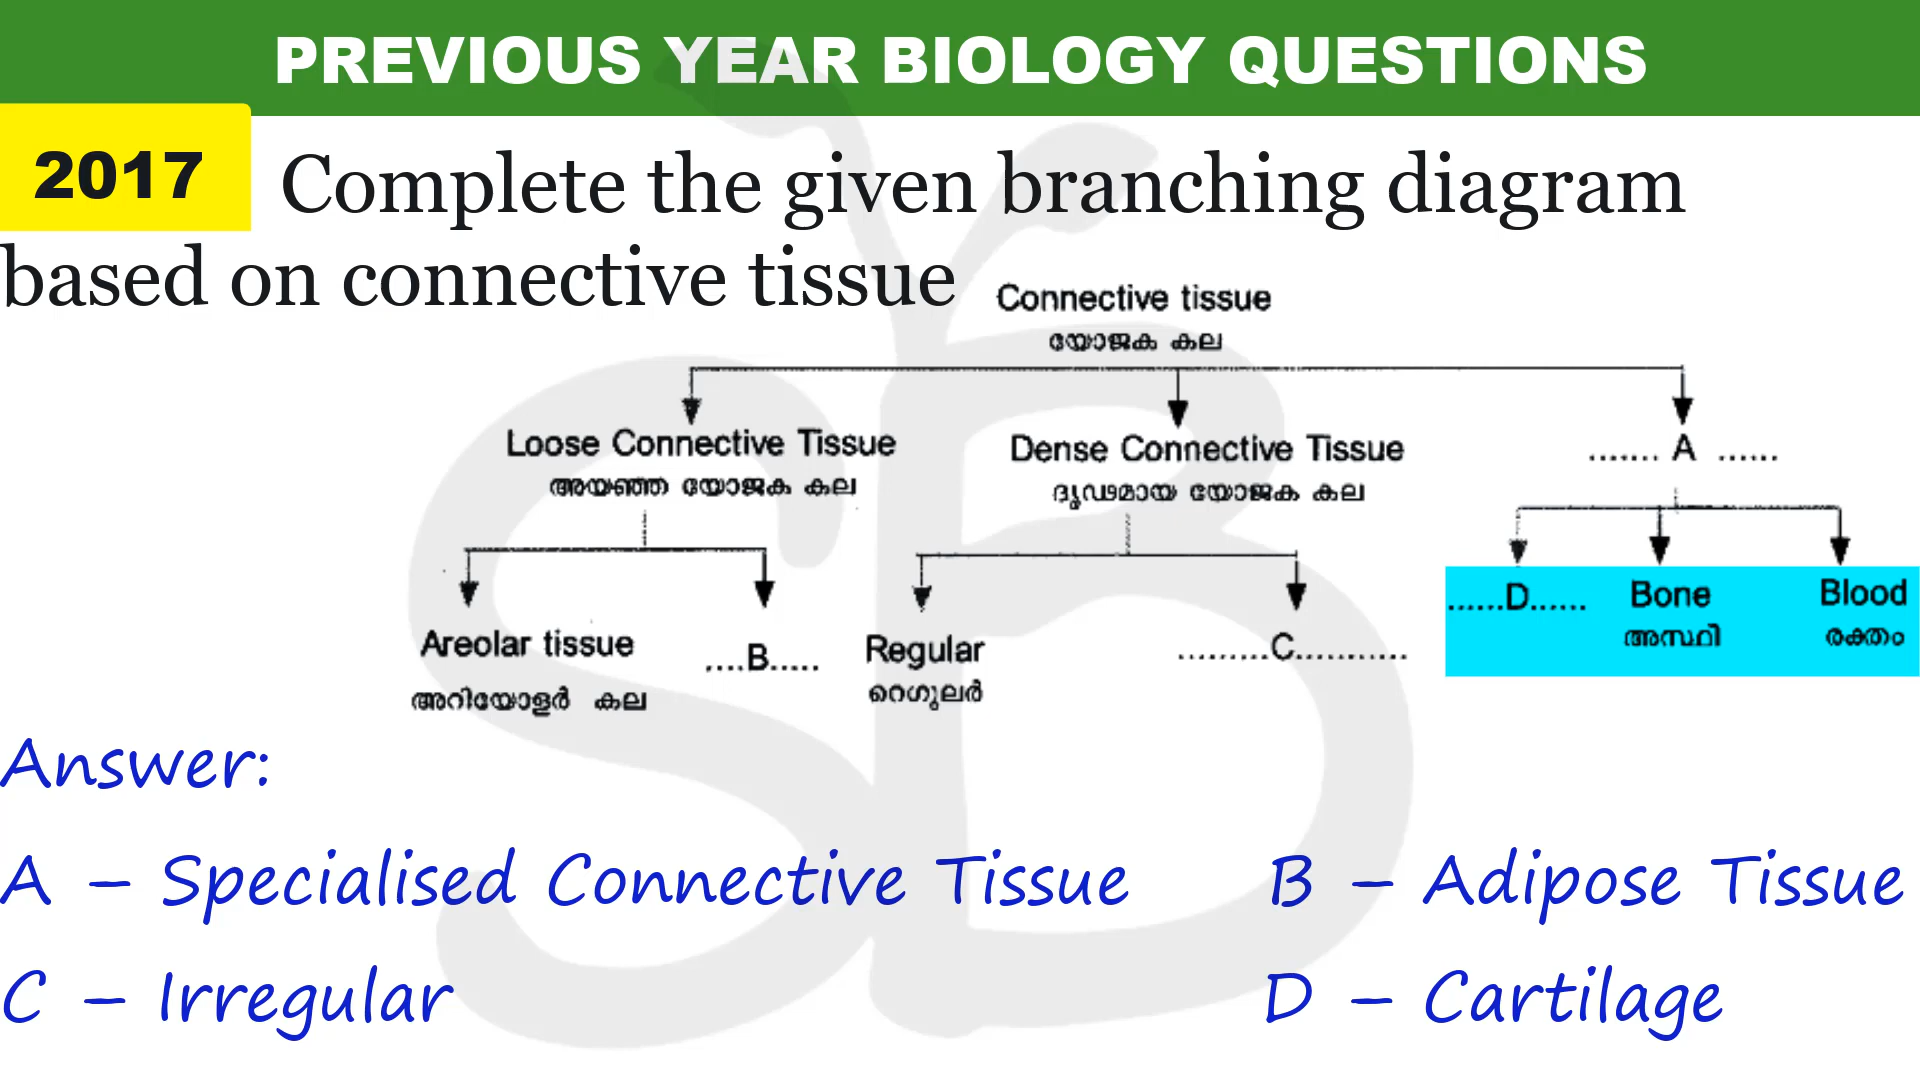 PREVIOUS YEAR BIOLOGY QUESTIONS
2017
Complete the given branching diagram
based on connective tissue
Connective tissue
യോജക കല
Loose Connective Tissue
അയഞ്ഞ യോജക കല
Dense Connective Tissue
ദൃഢമായ യോജക കല
....... A ......
Areolar tissue
അറിയോളർ കല
....B.....
Regular
റെഗുലർ
.........C...........
......D......
Bone
അസ്ഥി
Blood
രക്തം
Answer:
A – Specialised Connective Tissue
B – Adipose Tissue
C – Irregular
D – Cartilage
SB